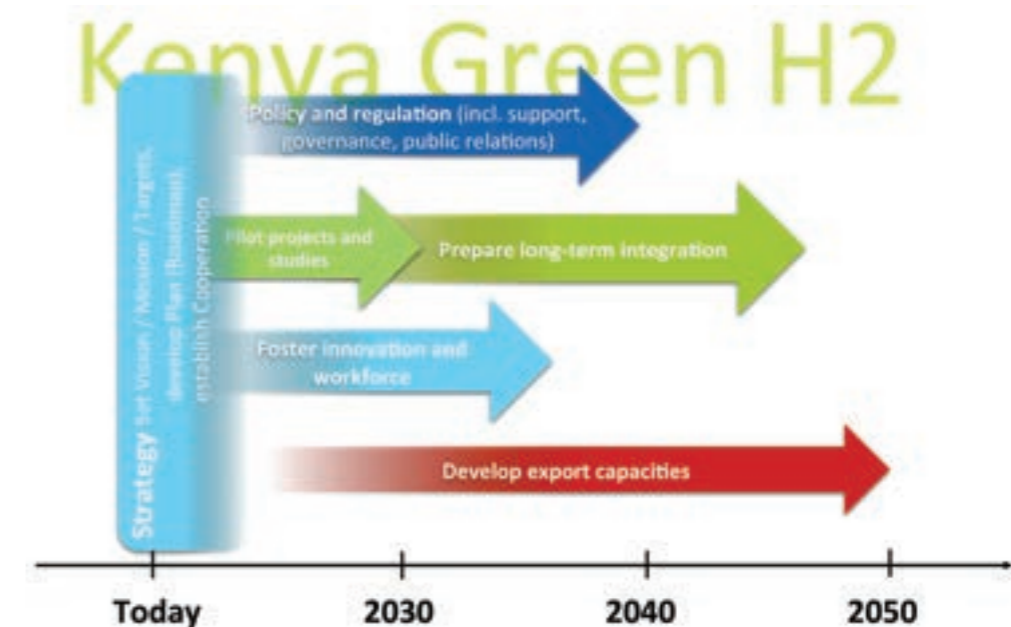 Kenya Green H2
Policy and regulation (incl. support,
governance, public relations)
Strategy Set Vision / Mission / Targets,
develop Plan (Roadmap),
establish Cooperation
Pilot projects and
studies
Prepare long-term integration
Foster innovation and
workforce
Develop export capacities
Today
2030
2040
2050